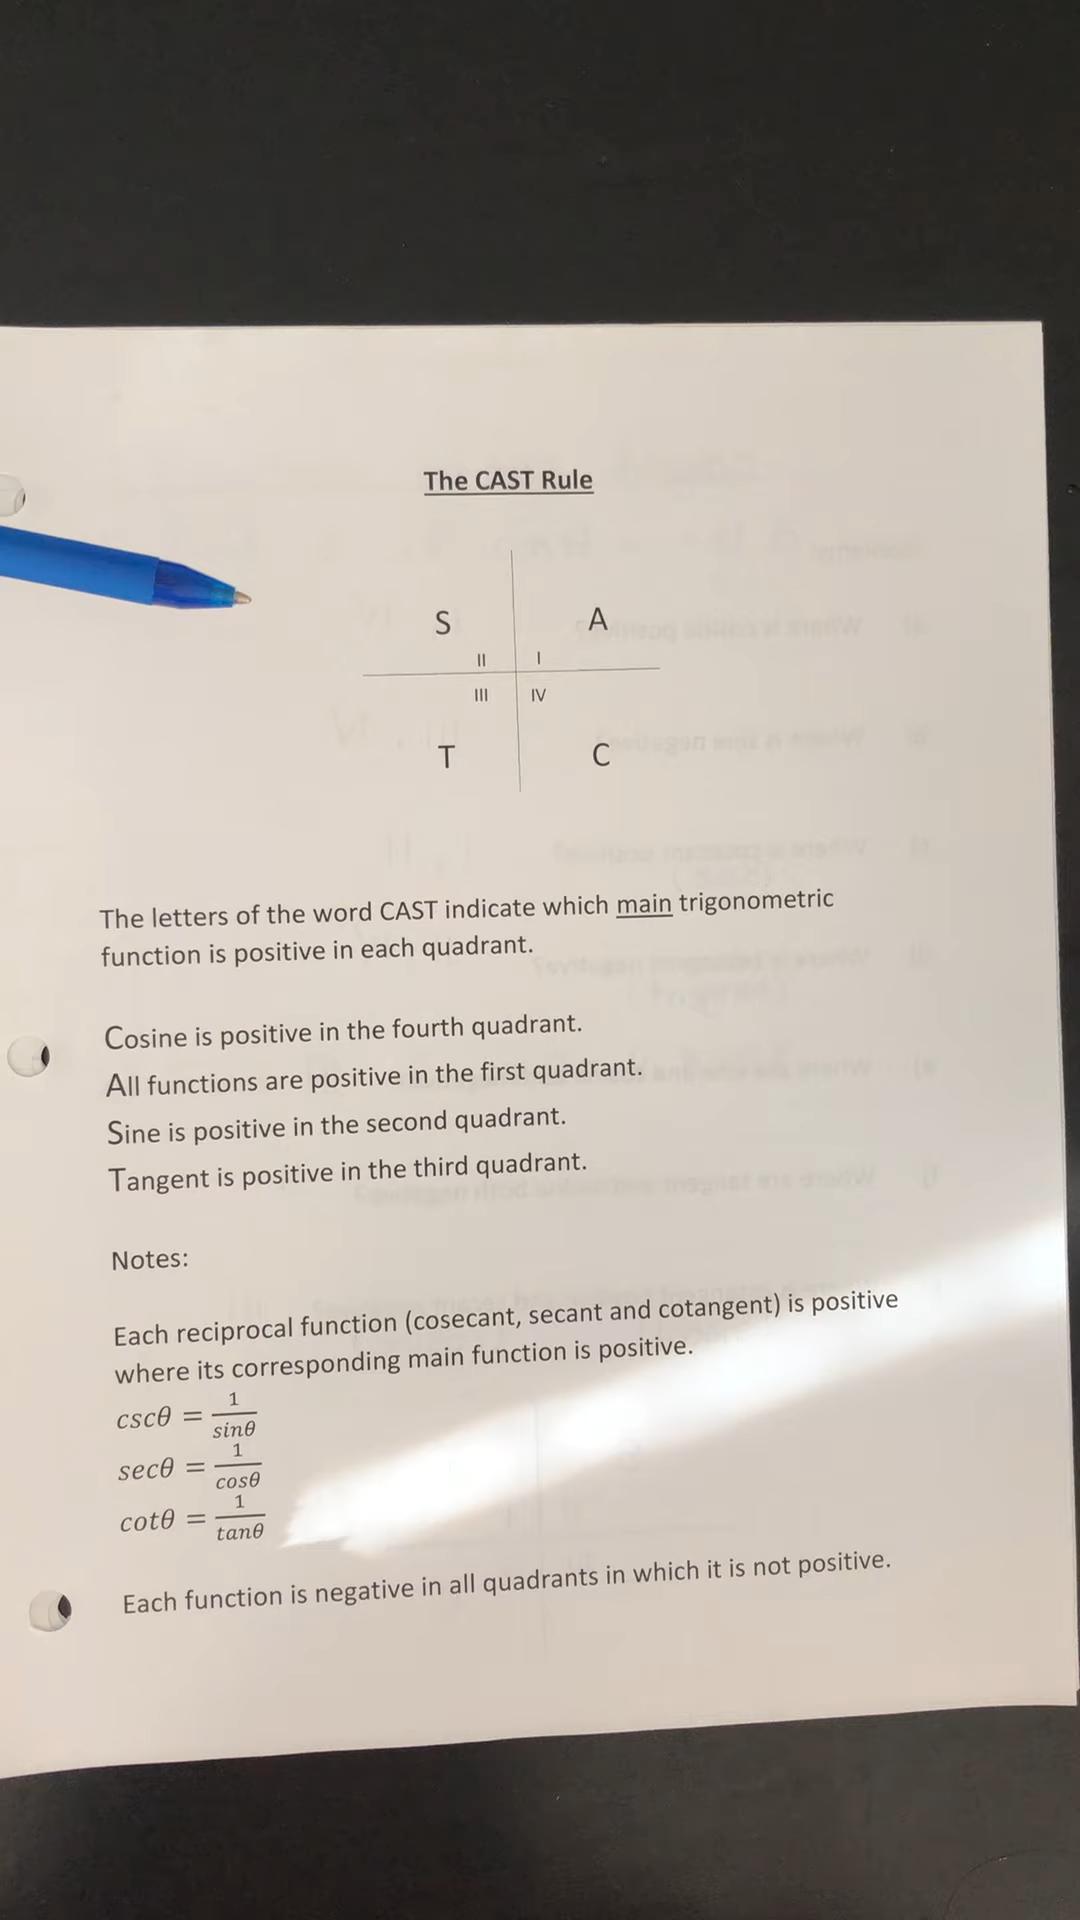 The CAST Rule
S A
II I
III IV
T C
The letters of the word CAST indicate which main trigonometric
function is positive in each quadrant.
Cosine is positive in the fourth quadrant.
All functions are positive in the first quadrant.
Sine is positive in the second quadrant.
Tangent is positive in the third quadrant.
Notes:
Each reciprocal function (cosecant, secant and cotangent) is positive
where its corresponding main function is positive.
cscθ = 1/sinθ
secθ = 1/cosθ
cotθ = 1/tanθ
Each function is negative in all quadrants in which it is not positive.